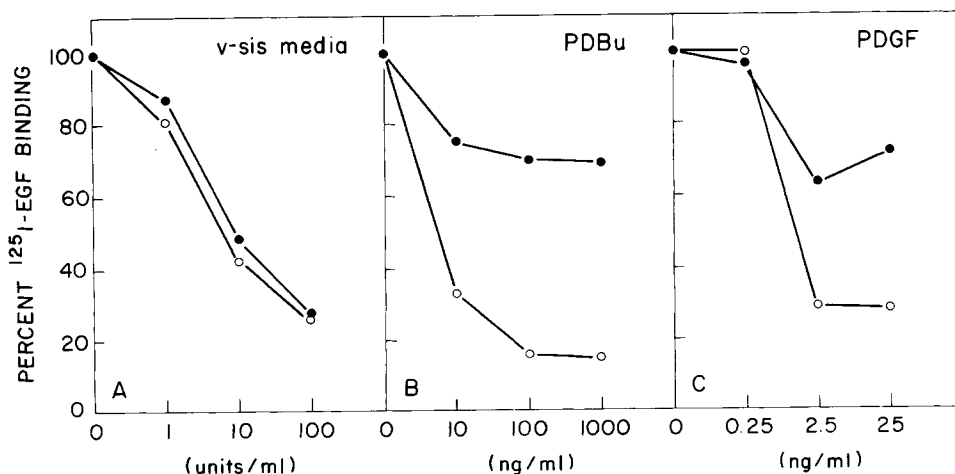 v-sis media
PDBu
PDGF
PERCENT ¹²⁵I-EGF BINDING
100
80
60
40
20
0
A
B
C
0 1 10 100
0 10 100 1000
0 0.25 2.5 25
(units/ml)
(ng/ml)
(ng/ml)